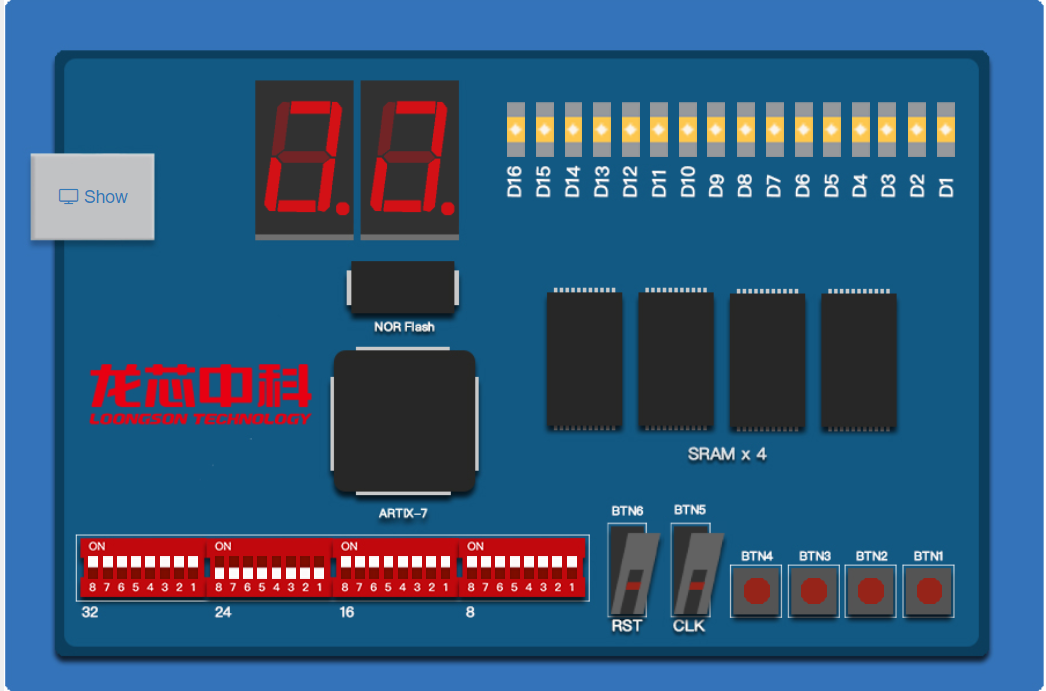 D16 D15 D14 D13 D12 D11 D10 D9 D8 D7 D6 D5 D4 D3 D2 D1
Show
NOR Flash
龙芯中科
LOONGSON TECHNOLOGY
ARTIX-7
SRAM x 4
BTN6 BTN5
ON ON ON ON
BTN4 BTN3 BTN2 BTN1
8 7 6 5 4 3 2 1 8 7 6 5 4 3 2 1 8 7 6 5 4 3 2 1 8 7 6 5 4 3 2 1
32 24 16 8
RST CLK